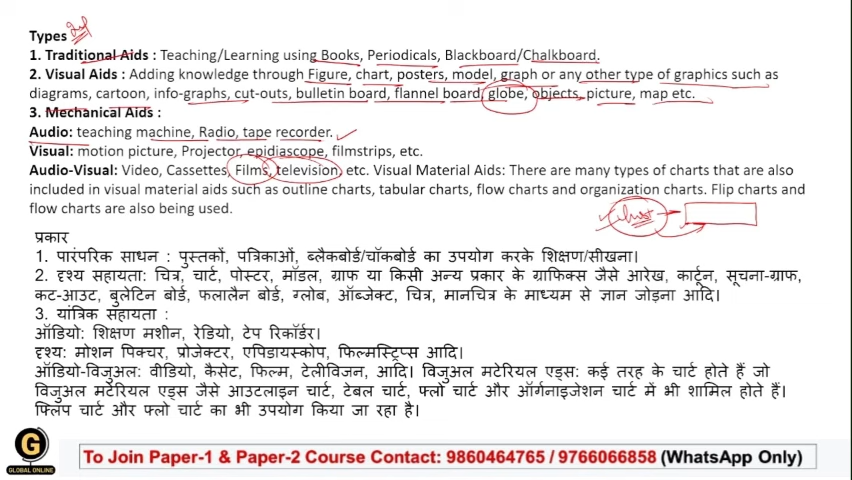 Types
1. Traditional Aids : Teaching/Learning using Books, Periodicals, Blackboard/Chalkboard.
2. Visual Aids : Adding knowledge through Figure, chart, posters, model, graph or any other type of graphics such as
diagrams, cartoon, info-graphs, cut-outs, bulletin board, flannel board, globe, objects, picture, map etc.
3. Mechanical Aids :
Audio: teaching machine, Radio, tape recorder.
Visual: motion picture, Projector, epidiascope, filmstrips, etc.
Audio-Visual: Video, Cassettes, Films, television, etc. Visual Material Aids: There are many types of charts that are also
included in visual material aids such as outline charts, tabular charts, flow charts and organization charts. Flip charts and
flow charts are also being used.
प्रकार
1. पारंपरिक साधन : पुस्तकों, पत्रिकाओं, ब्लैकबोर्ड/चॉकबोर्ड का उपयोग करके शिक्षण/सीखना।
2. दृश्य सहायता: चित्र, चार्ट, पोस्टर, मॉडल, ग्राफ या किसी अन्य प्रकार के ग्राफिक्स जैसे आरेख, कार्टून, सूचना-ग्राफ,
कट-आउट, बुलेटिन बोर्ड, फलालैन बोर्ड, ग्लोब, ऑब्जेक्ट, चित्र, मानचित्र के माध्यम से ज्ञान जोड़ना आदि।
3. यांत्रिक सहायता :
ऑडियो: शिक्षण मशीन, रेडियो, टेप रिकॉर्डर।
दृश्य: मोशन पिक्चर, प्रोजेक्टर, एपिडायस्कोप, फिल्मस्ट्रिप्स आदि।
ऑडियो-विजुअल: वीडियो, कैसेट, फिल्म, टेलीविजन, आदि। विजुअल मटेरियल एड्स: कई तरह के चार्ट होते हैं जो
विजुअल मटेरियल एड्स जैसे आउटलाइन चार्ट, टेबल चार्ट, फ्लो चार्ट और ऑर्गनाइजेशन चार्ट में भी शामिल होते हैं।
फ्लिप चार्ट और फ्लो चार्ट का भी उपयोग किया जा रहा है।
G
GLOBAL ONLINE
To Join Paper-1 & Paper-2 Course Contact: 9860464765 / 9766066858 (WhatsApp Only)